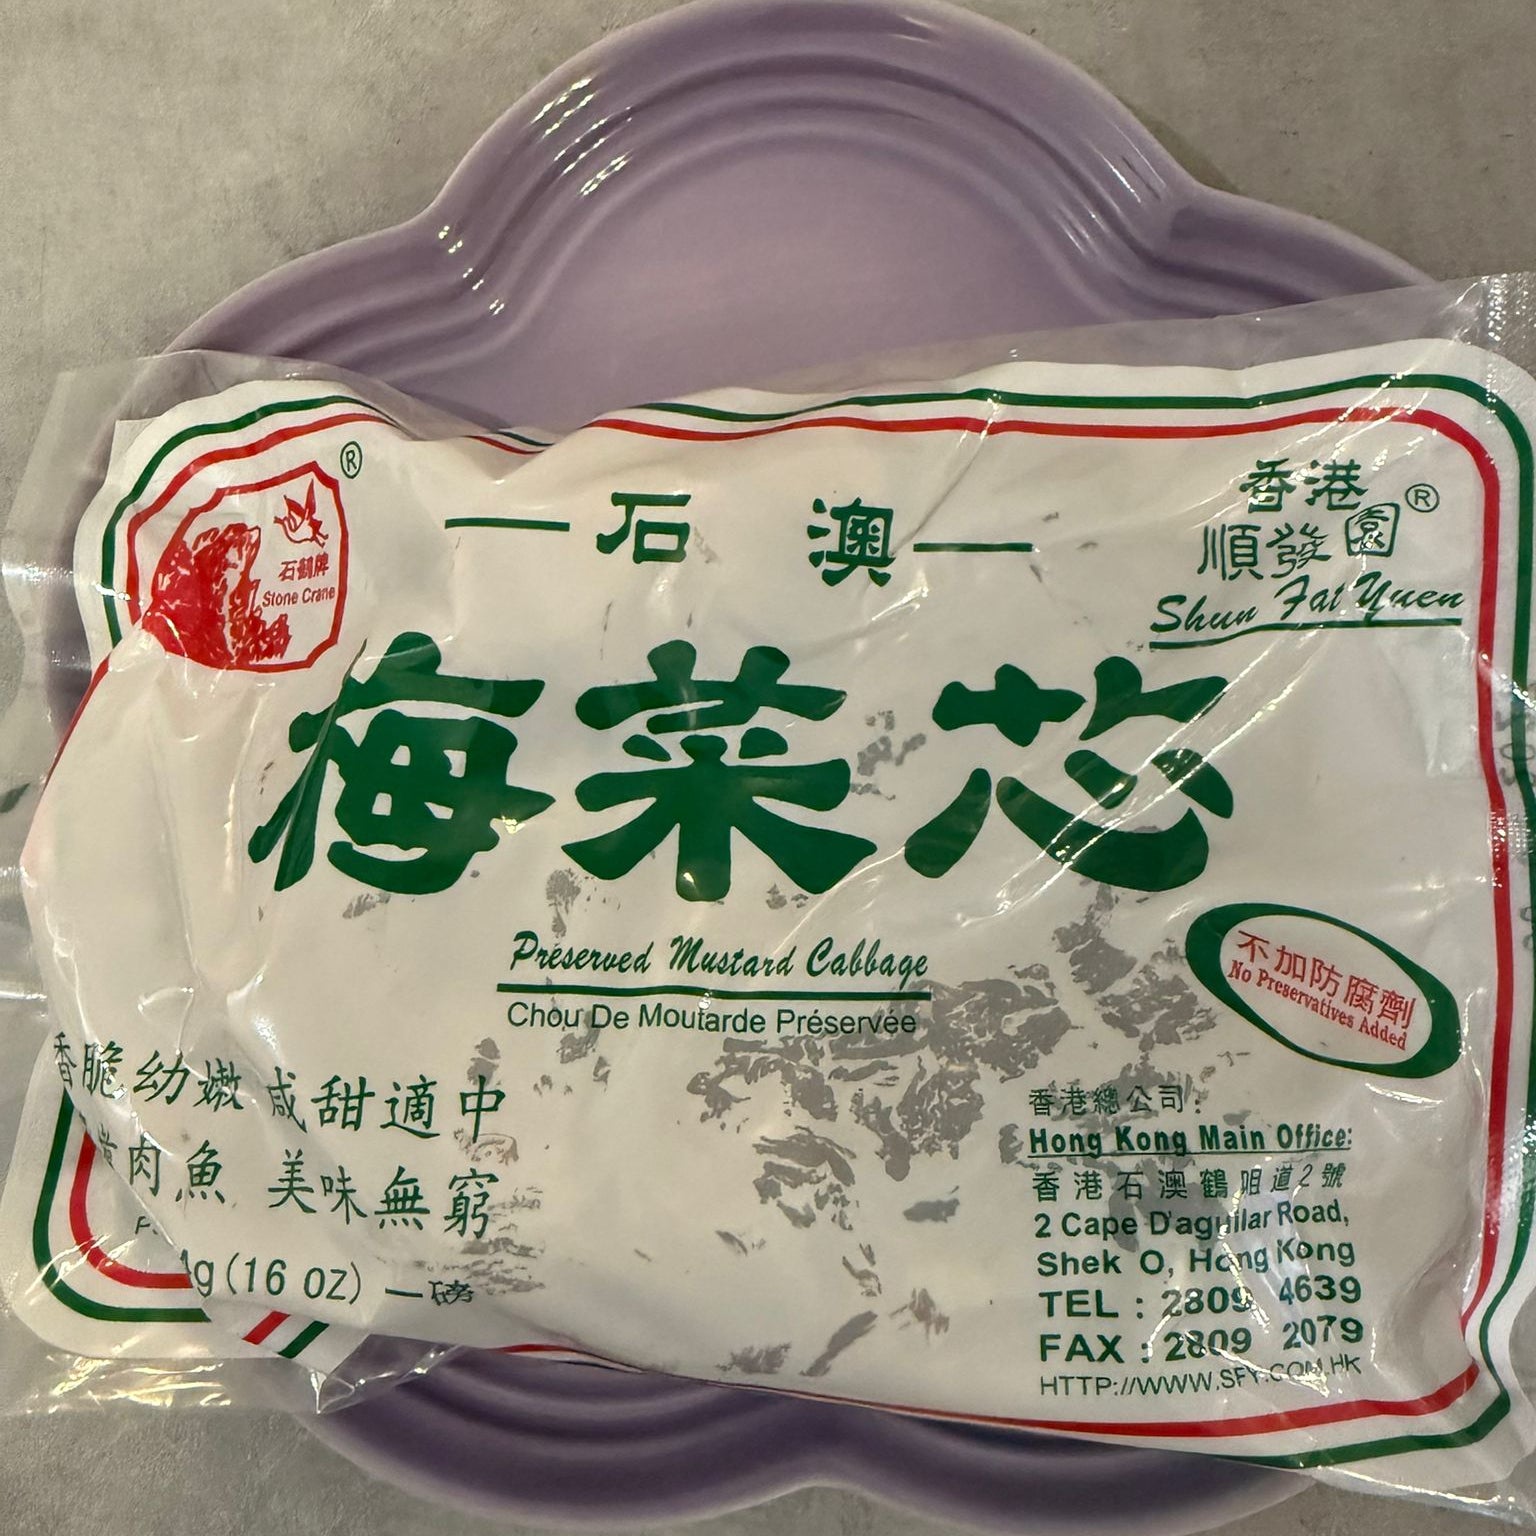 ®
石鶴牌
Stone Crane
石 澳
香港
順發園®
Shun Fat Yuen
梅菜芯
Preserved Mustard Cabbage
Chou De Moutarde Préservée
不加防腐劑
No Preservatives Added
香脆幼嫩 咸甜適中
肉魚 美味無窮
4g (16 oz) 一磅
香港總公司:
Hong Kong Main Office:
香港石澳鶴咀道2號
2 Cape D'aguilar Road,
Shek O, Hong Kong
TEL : 2809 4639
FAX : 2809 2079
HTTP://WWW.SFY.COM.HK